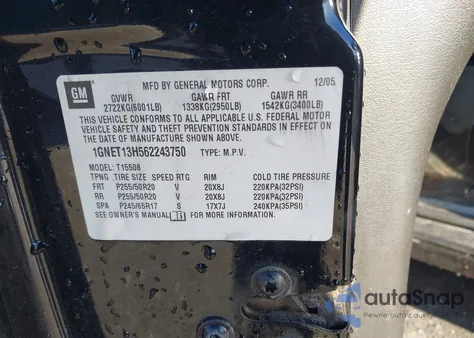 GM
MFD. BY GENERAL MOTORS CORP. 12/05
GVWR GAWR FRT GAWR RR
2722KG(6001LB) 1338KG(2950LB) 1542KG(3400LB)
THIS VEHICLE CONFORMS TO ALL APPLICABLE U.S. FEDERAL MOTOR
VEHICLE SAFETY STANDARDS IN EFFECT ON THE
DATE OF MANUFACTURE SHOWN ABOVE.
1GNET13H562243750 TYPE: M.P.V.
MODEL: T15506
TPNG TIRE SIZE SPEED RTG. RIM COLD TIRE PRESSURE
FRT P255/50R20 V 20X8J 220KPA(32PSI)
RR P255/50R20 V 20X8J 220KPA(32PSI)
SPA P245/65R17 S 17X7J 240KPA(35PSI)
SEE OWNER'S MANUAL FOR MORE INFORMATION.
autoSnap
Pewne auto z aukcji